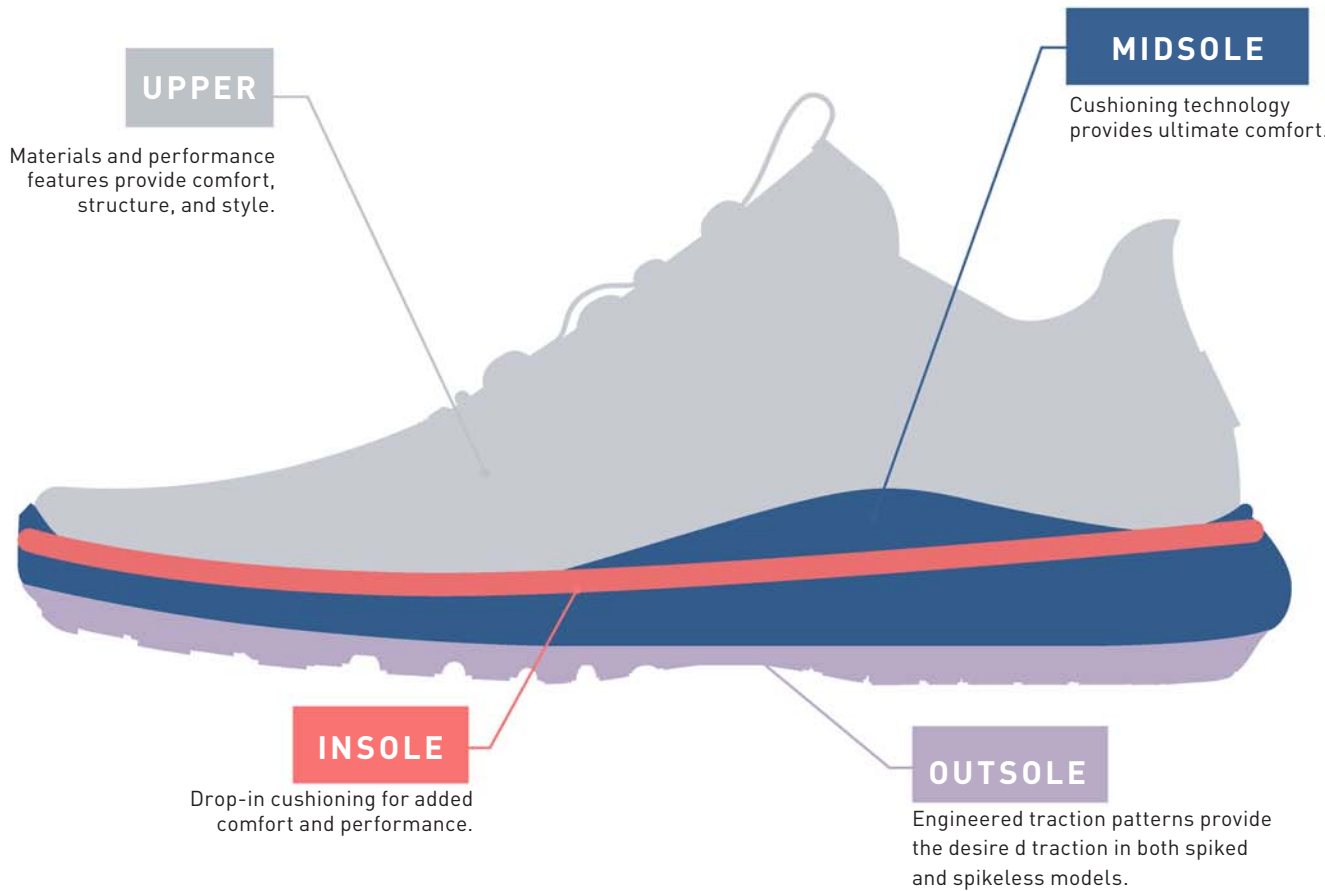 UPPER
Materials and performance
features provide comfort,
structure, and style.
MIDSOLE
Cushioning technology
provides ultimate comfort.
INSOLE
Drop-in cushioning for added
comfort and performance.
OUTSOLE
Engineered traction patterns provide
the desire d traction in both spiked
and spikeless models.